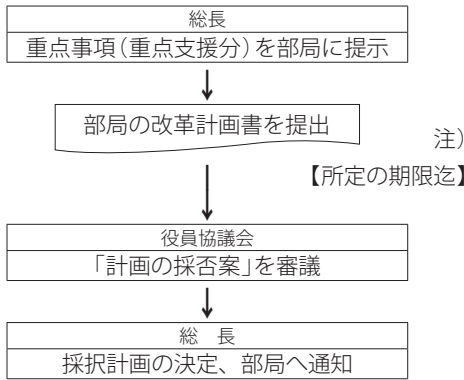 総長
重点事項(重点支援分)を部局に提示
部局の改革計画書を提出
注)
【所定の期限迄】
役員協議会
「計画の採否案」を審議
総　長
採択計画の決定、部局へ通知